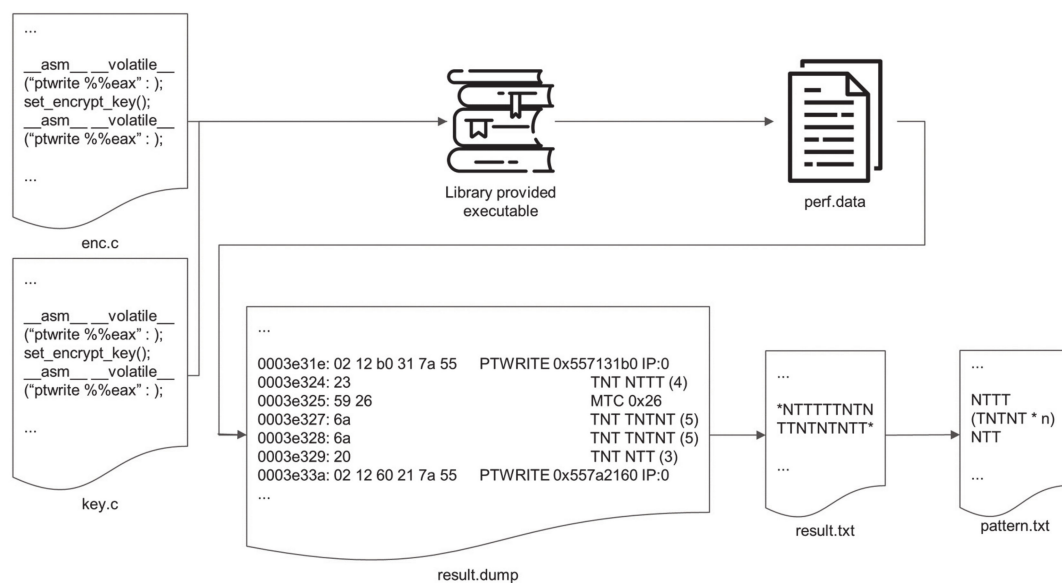 ...
__asm__ __volatile__
(“ptwrite %%eax” : );
set_encrypt_key();
__asm__ __volatile__
(“ptwrite %%eax” : );
...
enc.c
Library provided
executable
perf.data
...
__asm__ __volatile__
(“ptwrite %%eax” : );
set_encrypt_key();
__asm__ __volatile__
(“ptwrite %%eax” : );
...
key.c
...
0003e31e: 02 12 b0 31 7a 55 PTWRITE 0x557131b0 IP:0
0003e324: 23 TNT NTTT (4)
0003e325: 59 26 MTC 0x26
0003e327: 6a TNT TNTNT (5)
0003e328: 6a TNT TNTNT (5)
0003e329: 20 TNT NTT (3)
0003e33a: 02 12 60 21 7a 55 PTWRITE 0x557a2160 IP:0
...
result.dump
...
*NTTTTTNTN
TTNTNTNTT*
...
result.txt
...
NTTT
(TNTNT * n)
NTT
...
pattern.txt